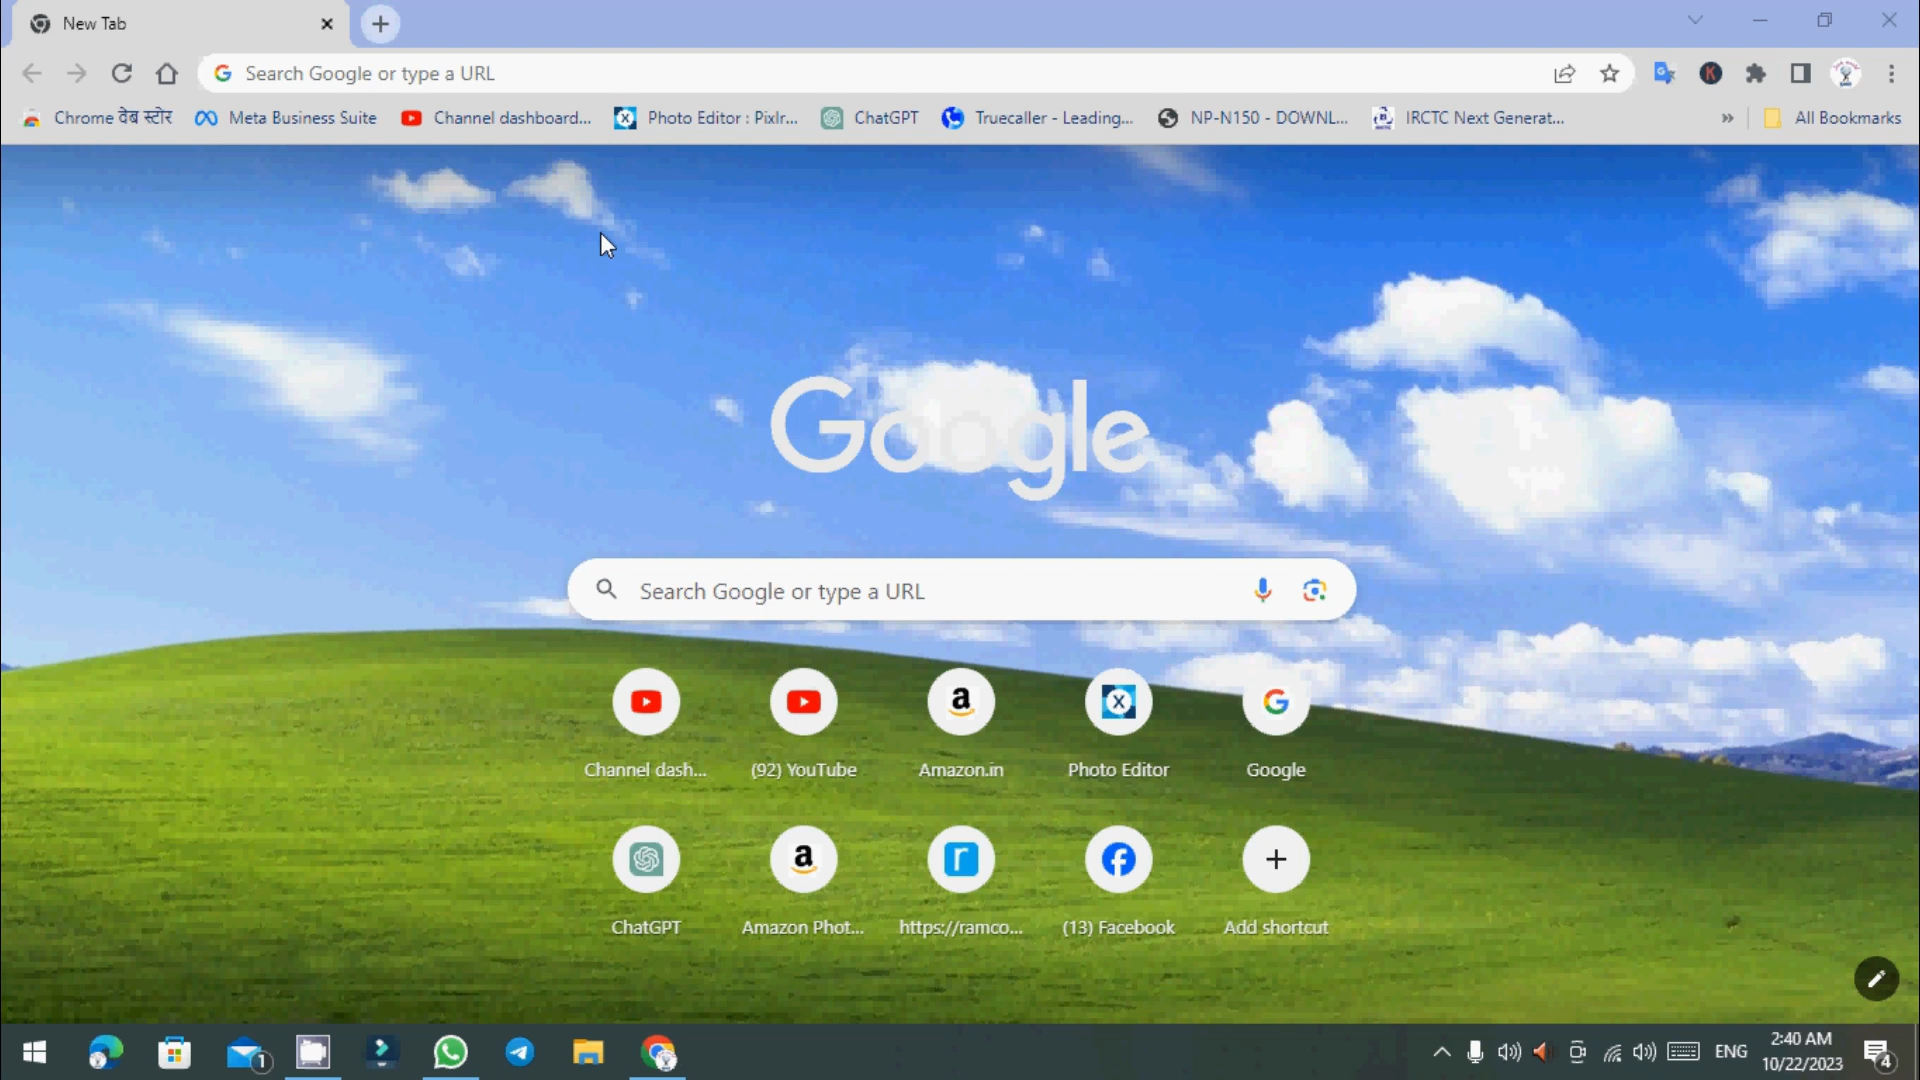 New Tab
Search Google or type a URL
Chrome वेब स्टोर
Meta Business Suite
Channel dashboard...
Photo Editor : Pixlr...
ChatGPT
Truecaller - Leading...
NP-N150 - DOWNL...
IRCTC Next Generat...
All Bookmarks
Google
Search Google or type a URL
Channel dash...
(92) YouTube
Amazon.in
Photo Editor
Google
ChatGPT
Amazon Phot...
https://ramco...
(13) Facebook
Add shortcut
1
ENG
2:40 AM
10/22/2023
4